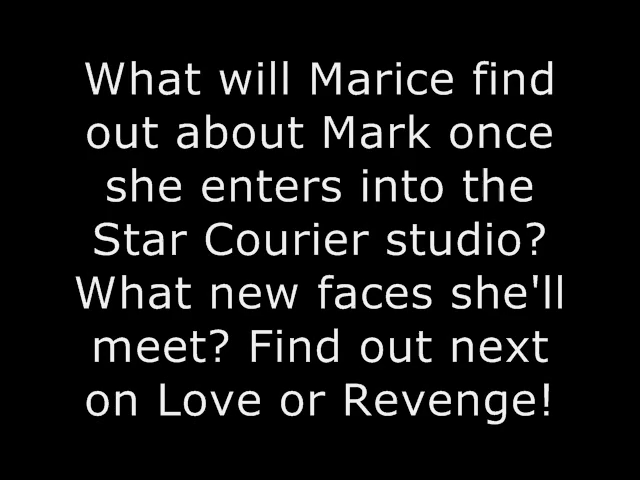 What will Marice find
out about Mark once
she enters into the
Star Courier studio?
What new faces she'll
meet? Find out next
on Love or Revenge!